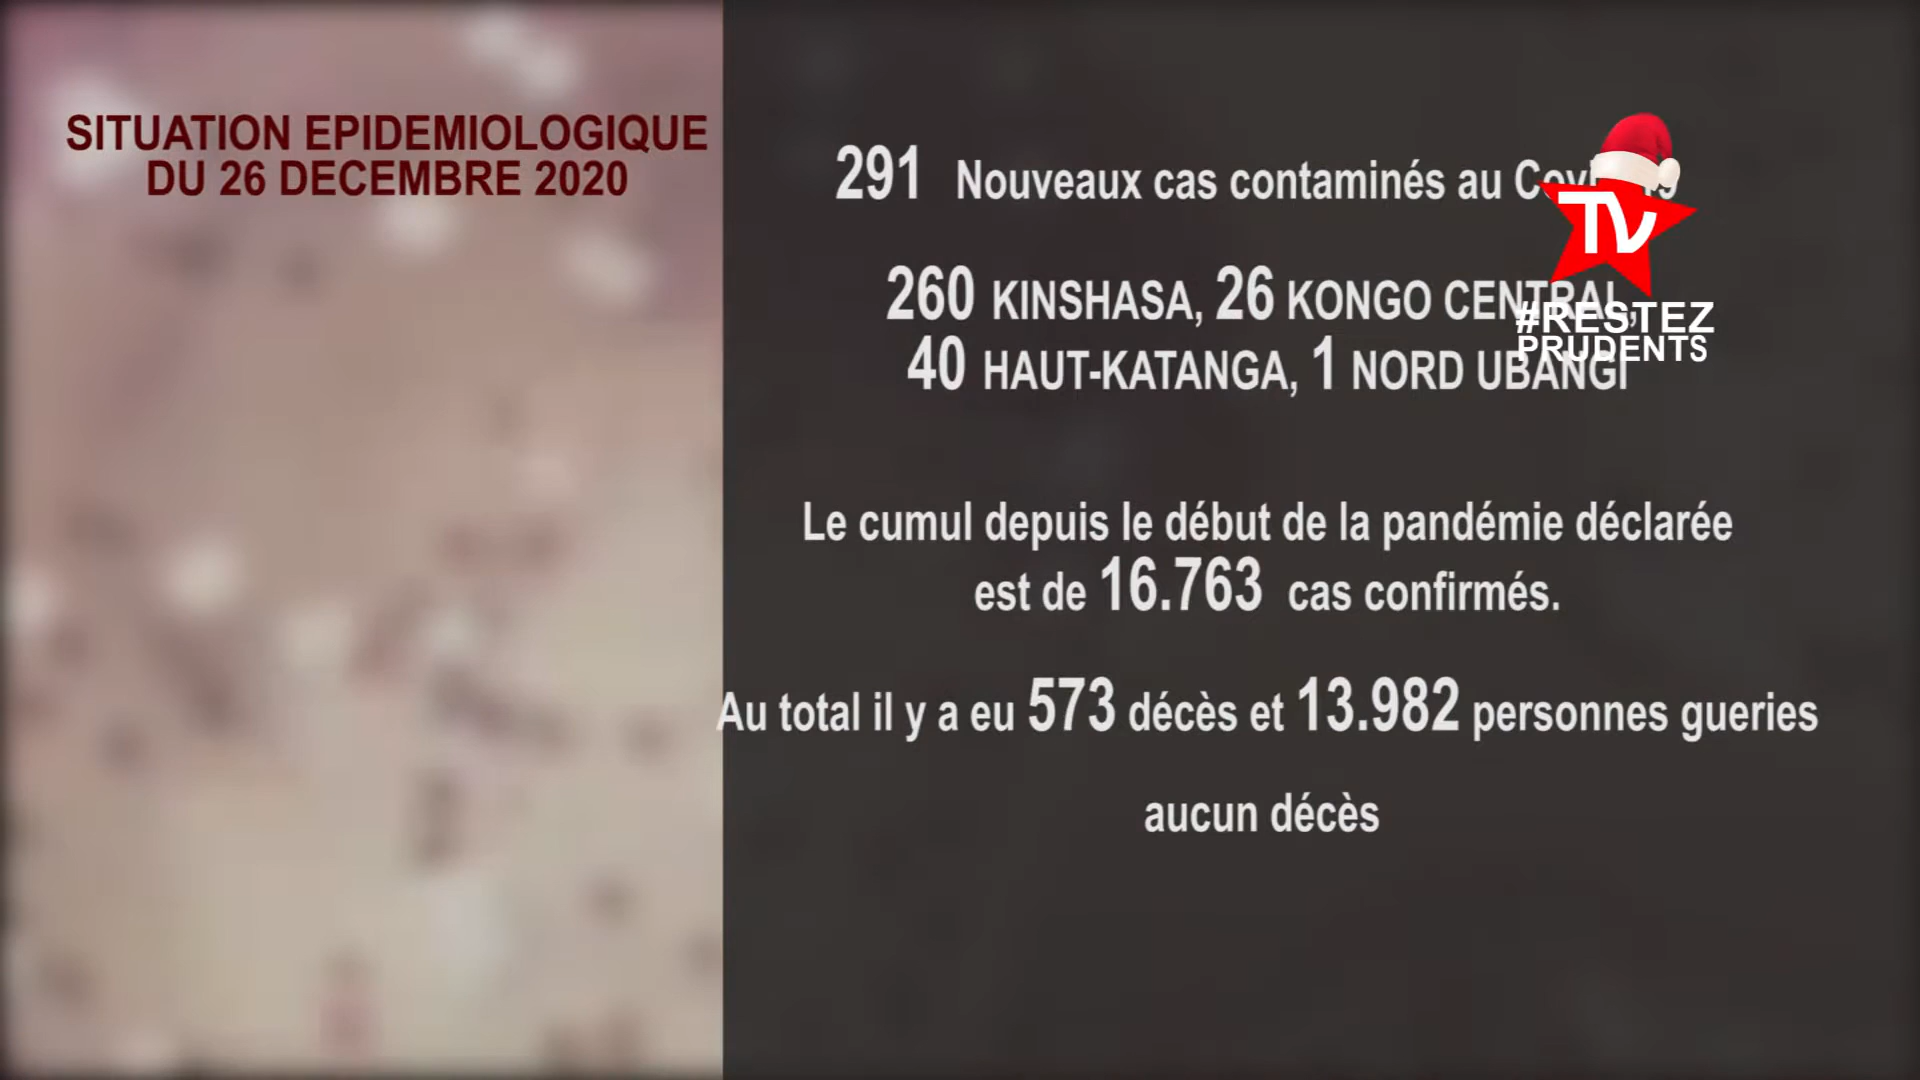 SITUATION EPIDEMIOLOGIQUE
DU 26 DECEMBRE 2020
291 Nouveaux cas contaminés au
260 KINSHASA, 26 KONGO CENTRAL,
40 HAUT-KATANGA, 1 NORD UBANGI
Le cumul depuis le début de la pandémie déclarée
est de 16.763 cas confirmés.
Au total il y a eu 573 décès et 13.982 personnes gueries
aucun décès
TV
#RESTEZ
PRUDENTS